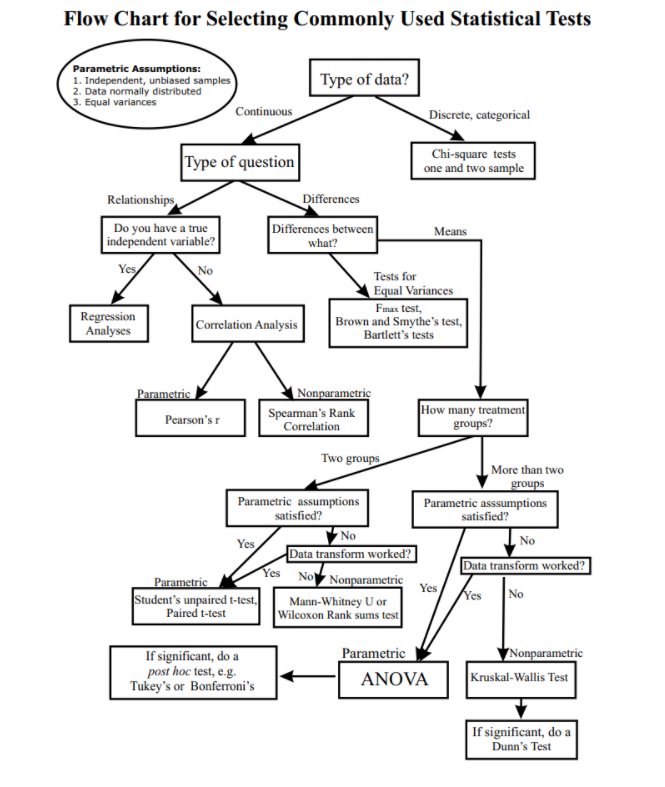 Flow Chart for Selecting Commonly Used Statistical Tests
Parametric Assumptions:
1. Independent, unbiased samples
2. Data normally distributed
3. Equal variances
Type of data?
Continuous
Discrete, categorical
Type of question
Chi-square tests
one and two sample
Relationships
Differences
Do you have a true
independent variable?
Differences between
what?
Means
Yes
No
Tests for
Equal Variances
Regression
Analyses
Correlation Analysis
Fmax test,
Brown and Smythe's test,
Bartlett's tests
Parametric
Nonparametric
Pearson's r
Spearman's Rank
Correlation
How many treatment
groups?
Two groups
More than two
groups
Parametric assumptions
satisfied?
Parametric asssumptions
satisfied?
Yes
No
No
Data transform worked?
Data transform worked?
Yes
No
Parametric
Nonparametric
Yes
Yes
No
Student's unpaired t-test,
Paired t-test
Mann-Whitney U or
Wilcoxon Rank sums test
If significant, do a
post hoc test, e.g.
Tukey's or Bonferroni's
Parametric
ANOVA
Nonparametric
Kruskal-Wallis Test
If significant, do a
Dunn's Test